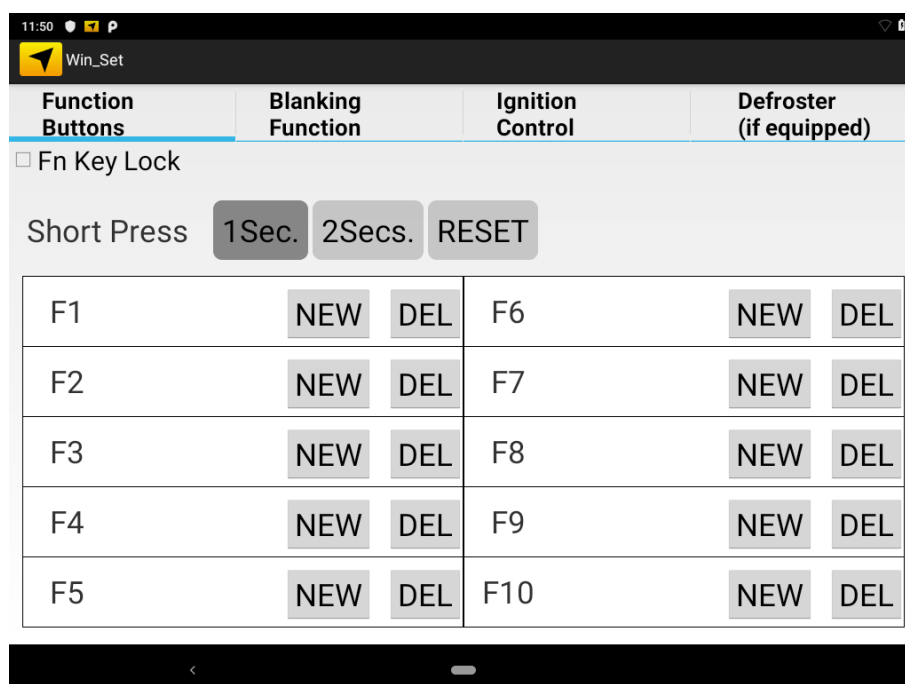 11:50
Win_Set
Function Buttons
Blanking Function
Ignition Control
Defroster (if equipped)
Fn Key Lock
Short Press 1Sec. 2Secs. RESET
F1 NEW DEL F6 NEW DEL
F2 NEW DEL F7 NEW DEL
F3 NEW DEL F8 NEW DEL
F4 NEW DEL F9 NEW DEL
F5 NEW DEL F10 NEW DEL